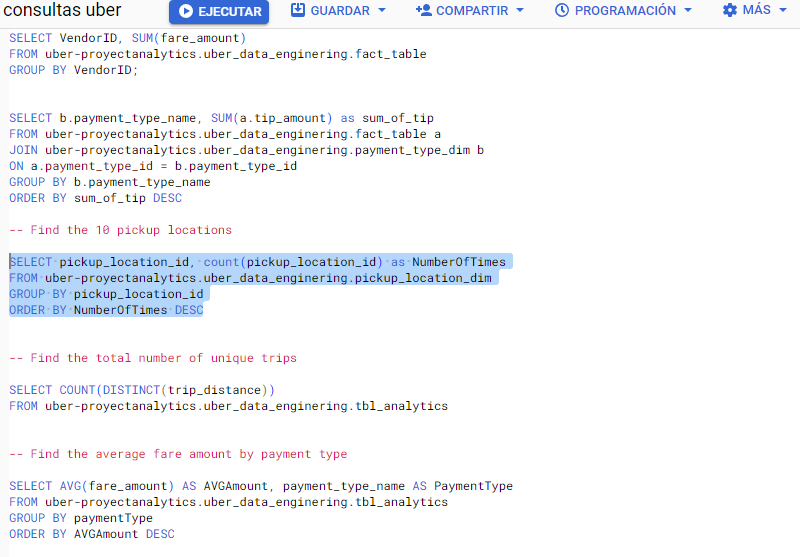 consultas uber
EJECUTAR
GUARDAR
COMPARTIR
PROGRAMACIÓN
MÁS
SELECT VendorID, SUM(fare_amount)
FROM uber-proyectanalytics.uber_data_enginering.fact_table
GROUP BY VendorID;
SELECT b.payment_type_name, SUM(a.tip_amount) as sum_of_tip
FROM uber-proyectanalytics.uber_data_enginering.fact_table a
JOIN uber-proyectanalytics.uber_data_enginering.payment_type_dim b
ON a.payment_type_id = b.payment_type_id
GROUP BY b.payment_type_name
ORDER BY sum_of_tip DESC
-- Find the 10 pickup locations
SELECT pickup_location_id, count(pickup_location_id) as NumberOfTimes
FROM uber-proyectanalytics.uber_data_enginering.pickup_location_dim
GROUP BY pickup_location_id
ORDER BY NumberOfTimes DESC
-- Find the total number of unique trips
SELECT COUNT(DISTINCT(trip_distance))
FROM uber-proyectanalytics.uber_data_enginering.tbl_analytics
-- Find the average fare amount by payment type
SELECT AVG(fare_amount) AS AVGAmount, payment_type_name AS PaymentType
FROM uber-proyectanalytics.uber_data_enginering.tbl_analytics
GROUP BY paymentType
ORDER BY AVGAmount DESC